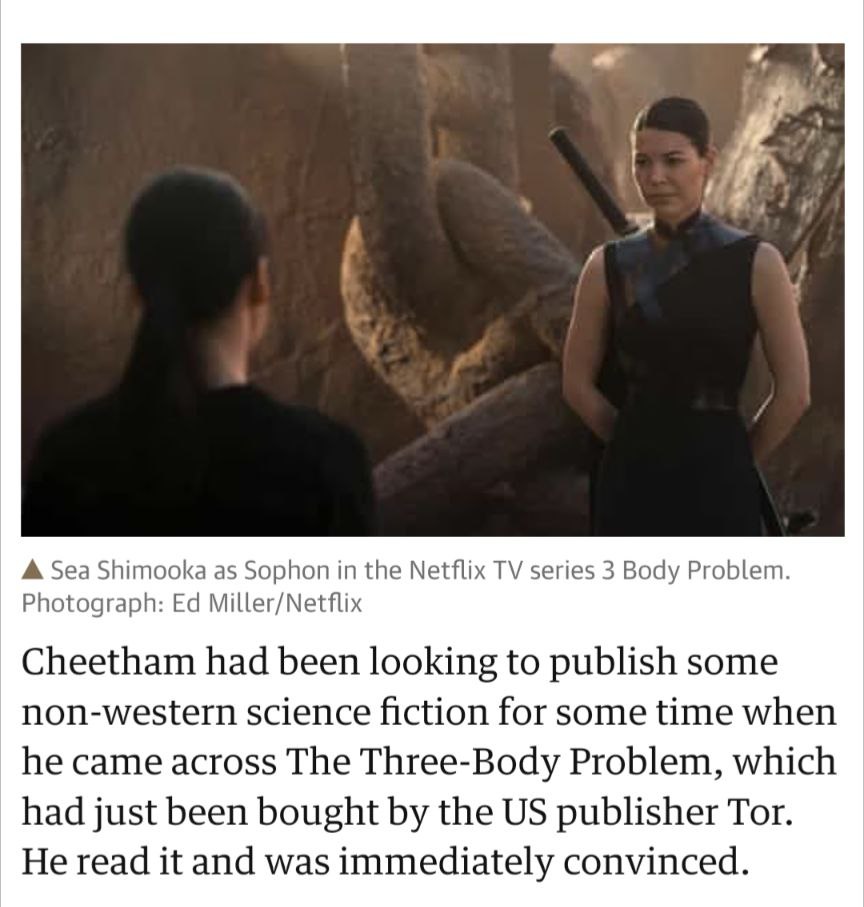 Sea Shimooka as Sophon in the Netflix TV series 3 Body Problem.
Photograph: Ed Miller/Netflix
Cheetham had been looking to publish some
non-western science fiction for some time when
he came across The Three-Body Problem, which
had just been bought by the US publisher Tor.
He read it and was immediately convinced.